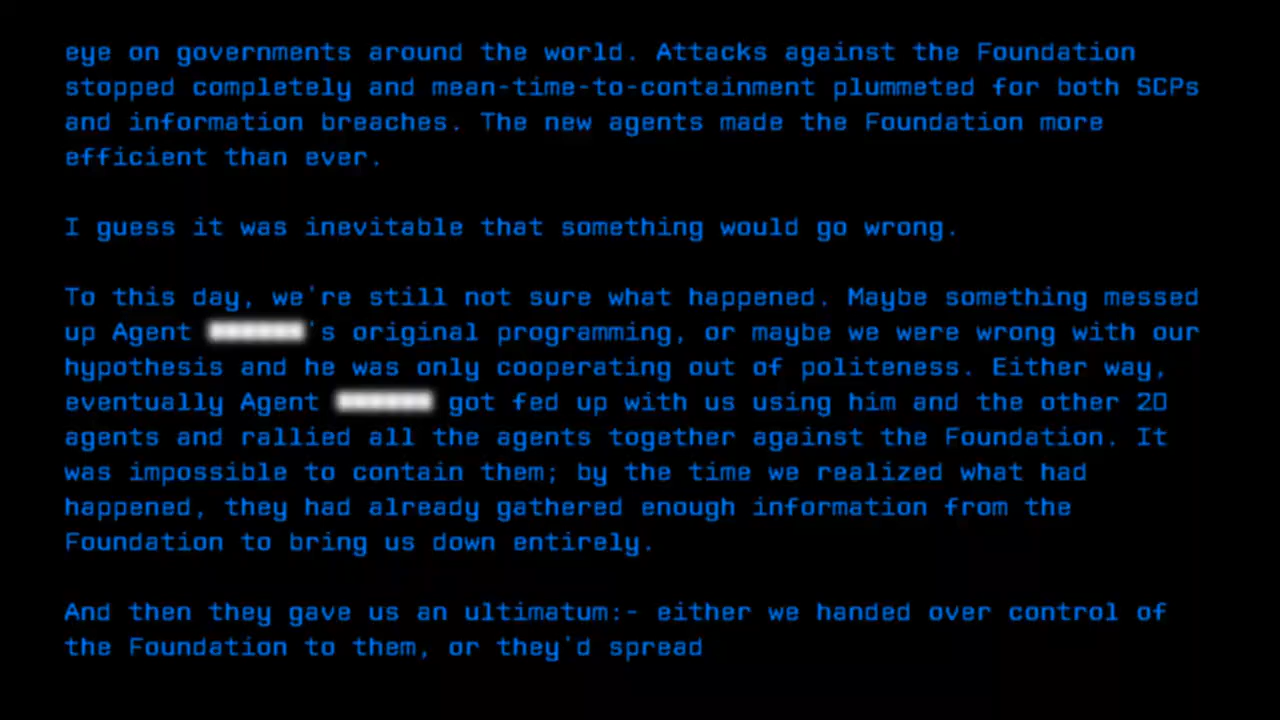 eye on governments around the world. Attacks against the Foundation
stopped completely and mean-time-to-containment plummeted for both SCPs
and information breaches. The new agents made the Foundation more
efficient than ever.
I guess it was inevitable that something would go wrong.
To this day, we're still not sure what happened. Maybe something messed
up Agent ██████'s original programming, or maybe we were wrong with our
hypothesis and he was only cooperating out of politeness. Either way,
eventually Agent ██████ got fed up with us using him and the other 20
agents and rallied all the agents together against the Foundation. It
was impossible to contain them; by the time we realized what had
happened, they had already gathered enough information from the
Foundation to bring us down entirely.
And then they gave us an ultimatum:- either we handed over control of
the Foundation to them, or they'd spread